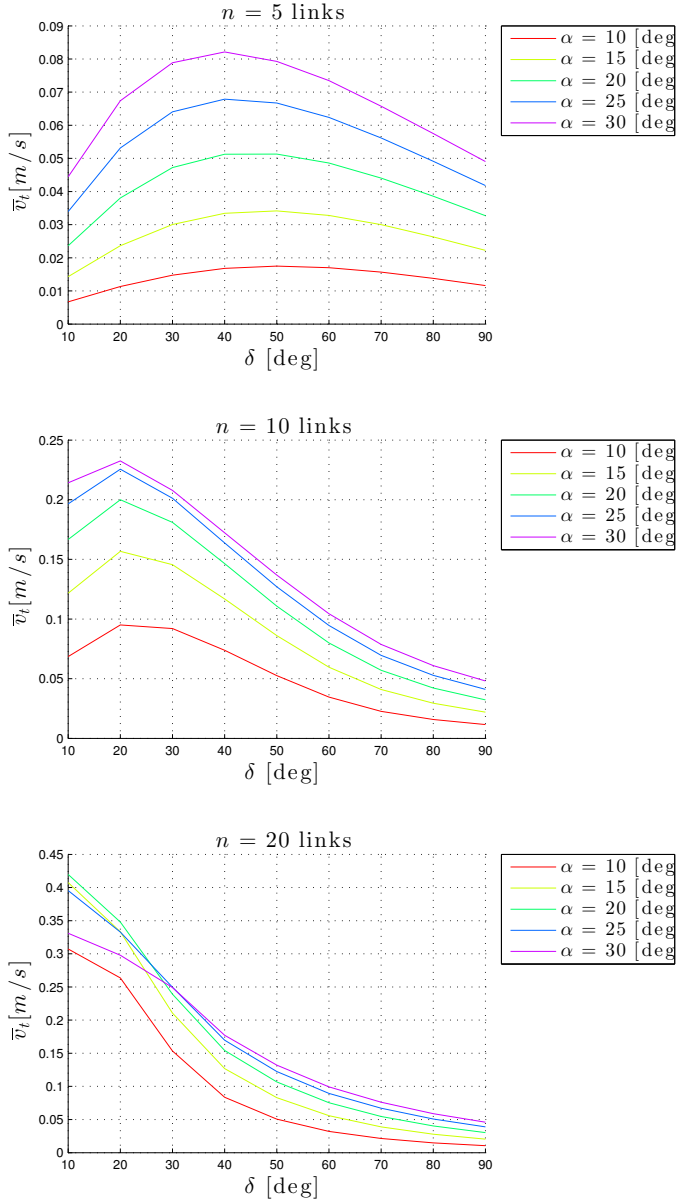 n = 5 links
0.09
0.08
0.07
0.06
0.05
0.04
0.03
0.02
0.01
0
v̅t[m/s]
10 20 30 40 50 60 70 80 90
δ [deg]
α = 10 [deg
α = 15 [deg
α = 20 [deg
α = 25 [deg
α = 30 [deg
n = 10 links
0.25
0.2
0.15
0.1
0.05
0
v̅t[m/s]
10 20 30 40 50 60 70 80 90
δ [deg]
α = 10 [deg
α = 15 [deg
α = 20 [deg
α = 25 [deg
α = 30 [deg
n = 20 links
0.45
0.4
0.35
0.3
0.25
0.2
0.15
0.1
0.05
0
v̅t[m/s]
10 20 30 40 50 60 70 80 90
δ [deg]
α = 10 [deg
α = 15 [deg
α = 20 [deg
α = 25 [deg
α = 30 [deg